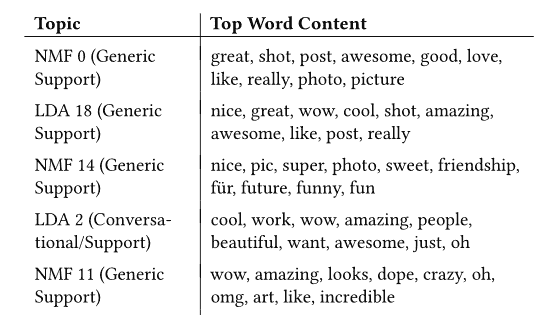 Topic Top Word Content
NMF 0 (Generic Support) great, shot, post, awesome, good, love,
like, really, photo, picture
LDA 18 (Generic Support) nice, great, wow, cool, shot, amazing,
awesome, like, post, really
NMF 14 (Generic Support) nice, pic, super, photo, sweet, friendship,
für, future, funny, fun
LDA 2 (Conversa-
tional/Support) cool, work, wow, amazing, people,
beautiful, want, awesome, just, oh
NMF 11 (Generic Support) wow, amazing, looks, dope, crazy, oh,
omg, art, like, incredible